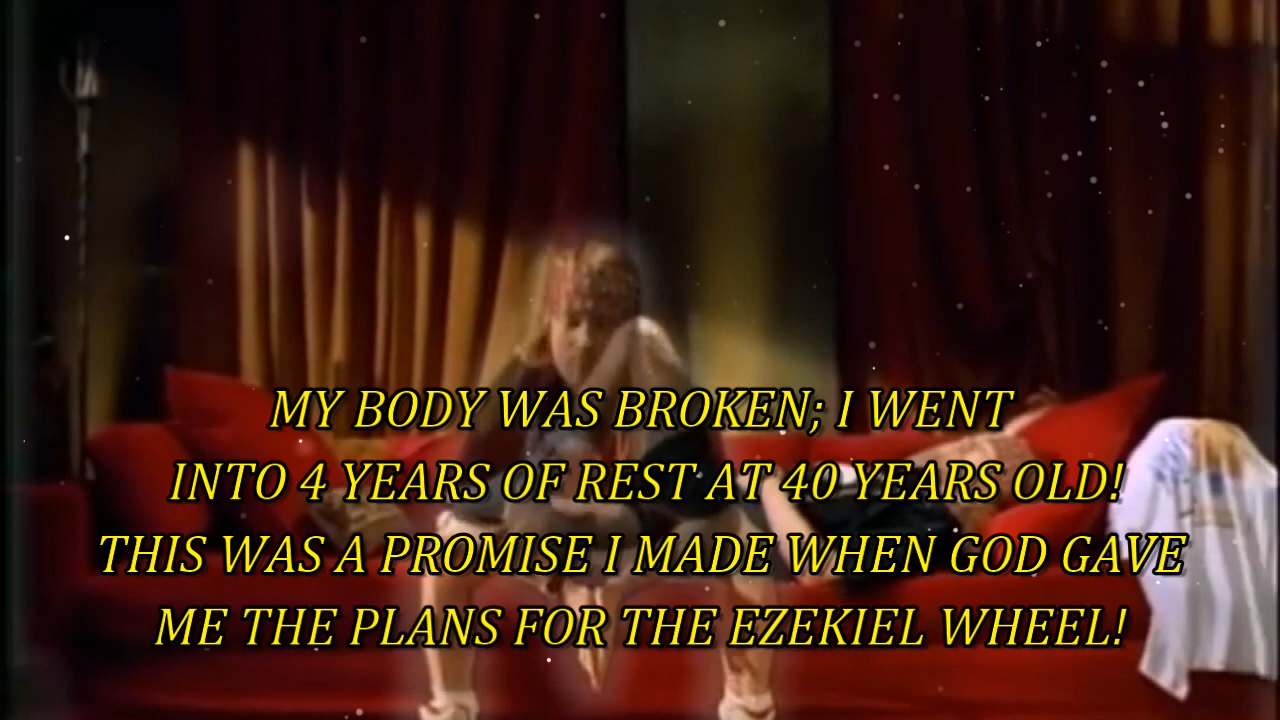 MY BODY WAS BROKEN; I WENT
INTO 4 YEARS OF REST AT 40 YEARS OLD!
THIS WAS A PROMISE I MADE WHEN GOD GAVE
ME THE PLANS FOR THE EZEKIEL WHEEL!